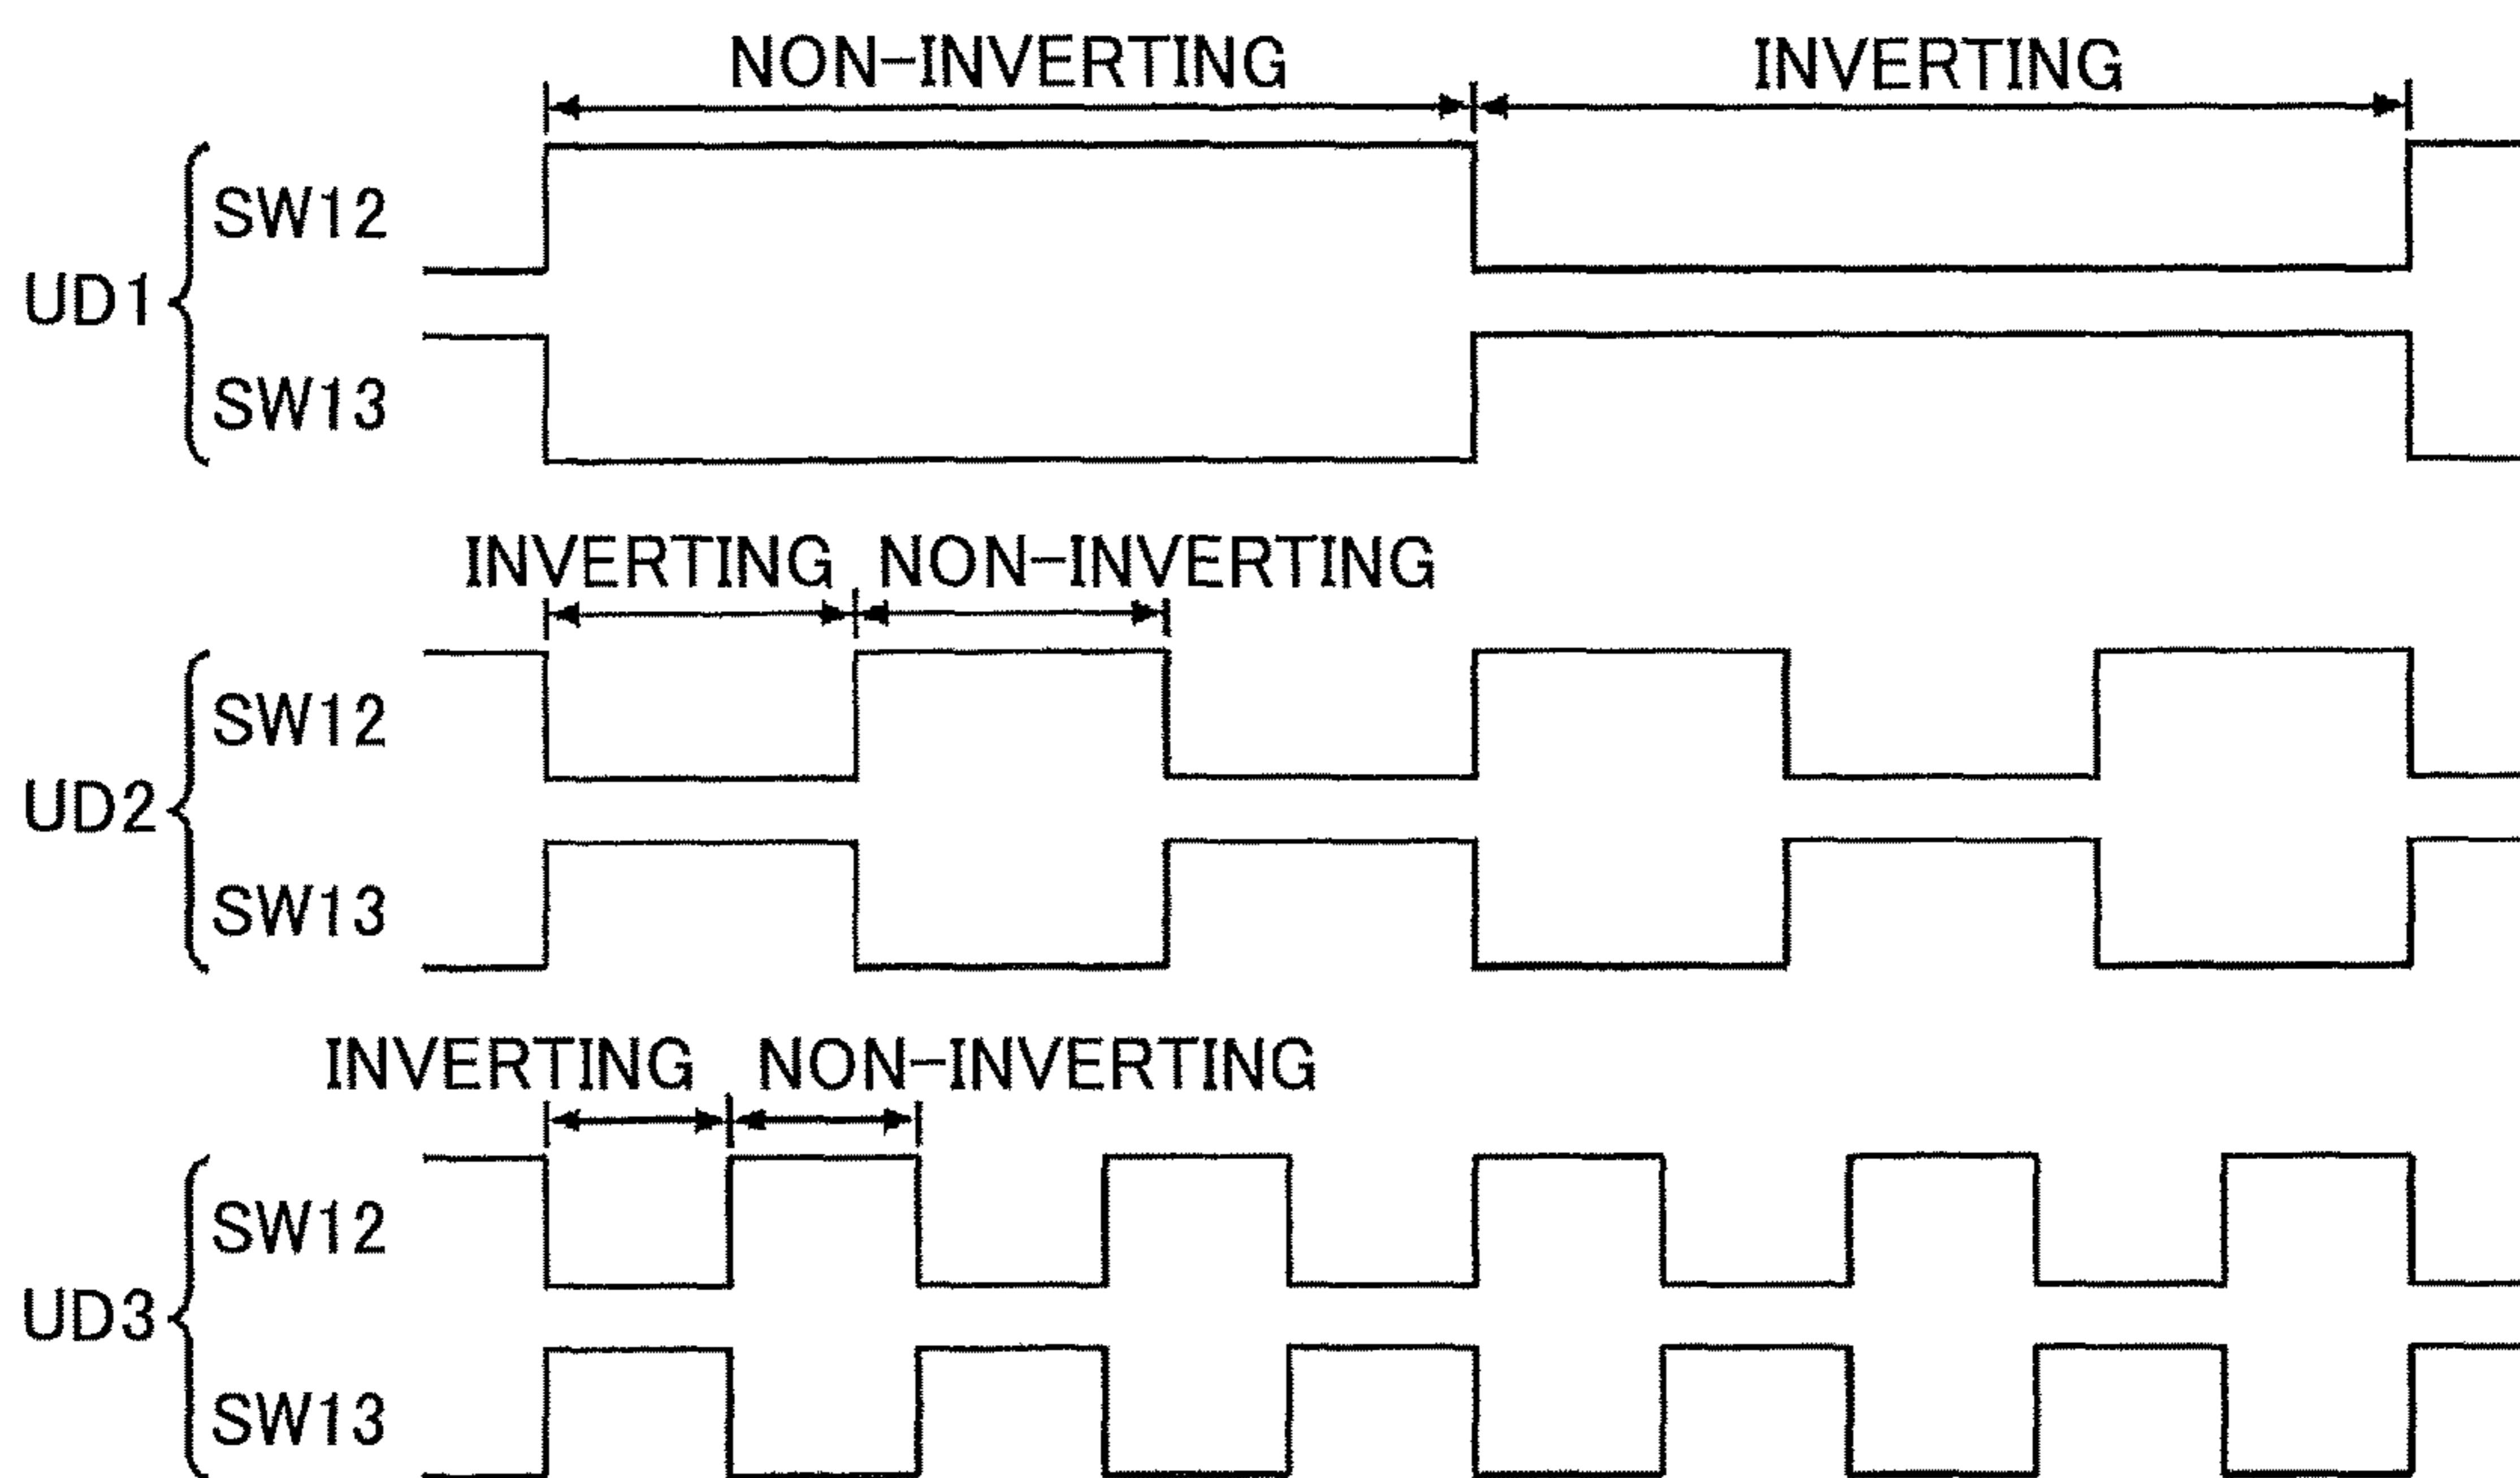 NON-INVERTING INVERTING
SW12
UD1
SW13
INVERTING NON-INVERTING
SW12
UD2
SW13
INVERTING NON-INVERTING
SW12
UD3
SW13